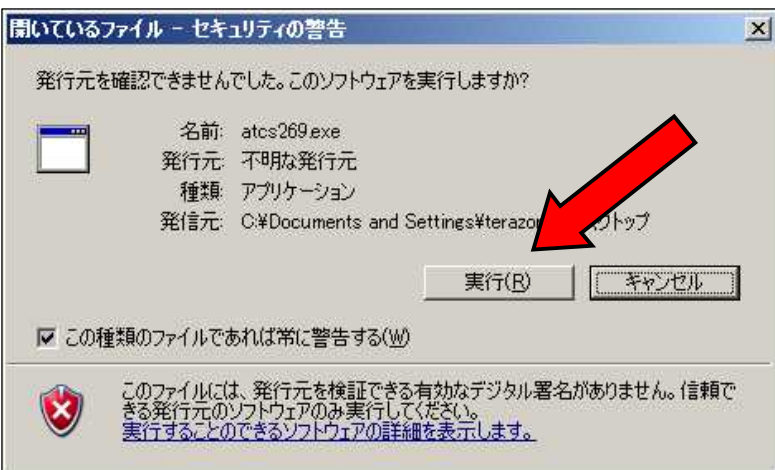 開いているファイル - セキュリティの警告
発行元を確認できませんでした。このソフトウェアを実行しますか?
名前: atcs269.exe
発行元: 不明な発行元
種類: アプリケーション
発信元: C:¥Documents and Settings¥terazo クトップ
実行(R) キャンセル
この種類のファイルであれば常に警告する(W)
このファイルには、発行元を検証できる有効なデジタル署名がありません。信頼で
きる発行元のソフトウェアのみ実行してください。
実行することのできるソフトウェアの詳細を表示します。